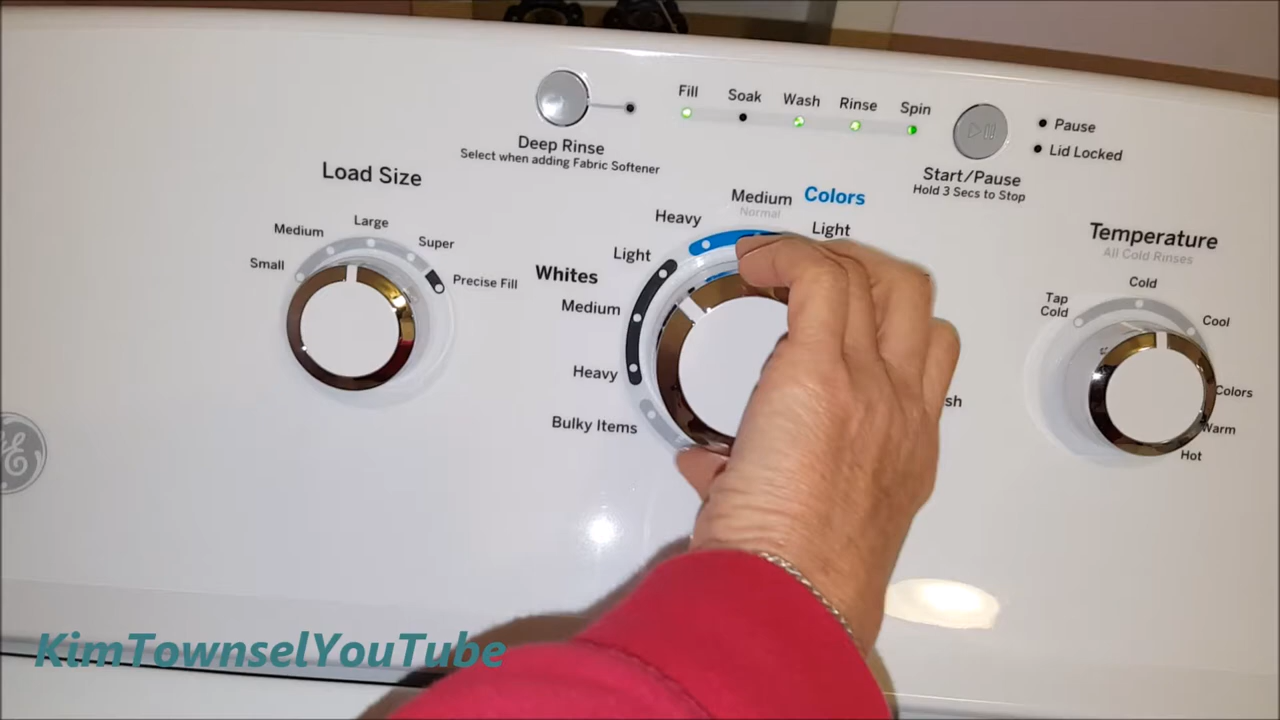 Fill
Soak
Wash
Rinse
Spin
Pause
Lid Locked
Deep Rinse
Select when adding Fabric Softener
Start/Pause
Hold 3 Secs to Stop
Load Size
Small
Medium
Large
Super
Precise Fill
Colors
Heavy
Medium
Normal
Light
Whites
Light
Medium
Heavy
Bulky Items
sh
Temperature
All Cold Rinses
Tap
Cold
Cold
Cool
Colors
Warm
Hot
GE
KimTownselYouTube